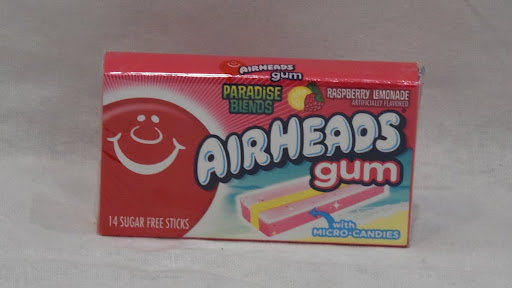 AIRHEADS
gum
PARADISE
BLENDS
RASPBERRY LEMONADE
ARTIFICIALLY FLAVORED
AIRHEADS
gum
14 SUGAR FREE STICKS
with
MICRO-CANDIES